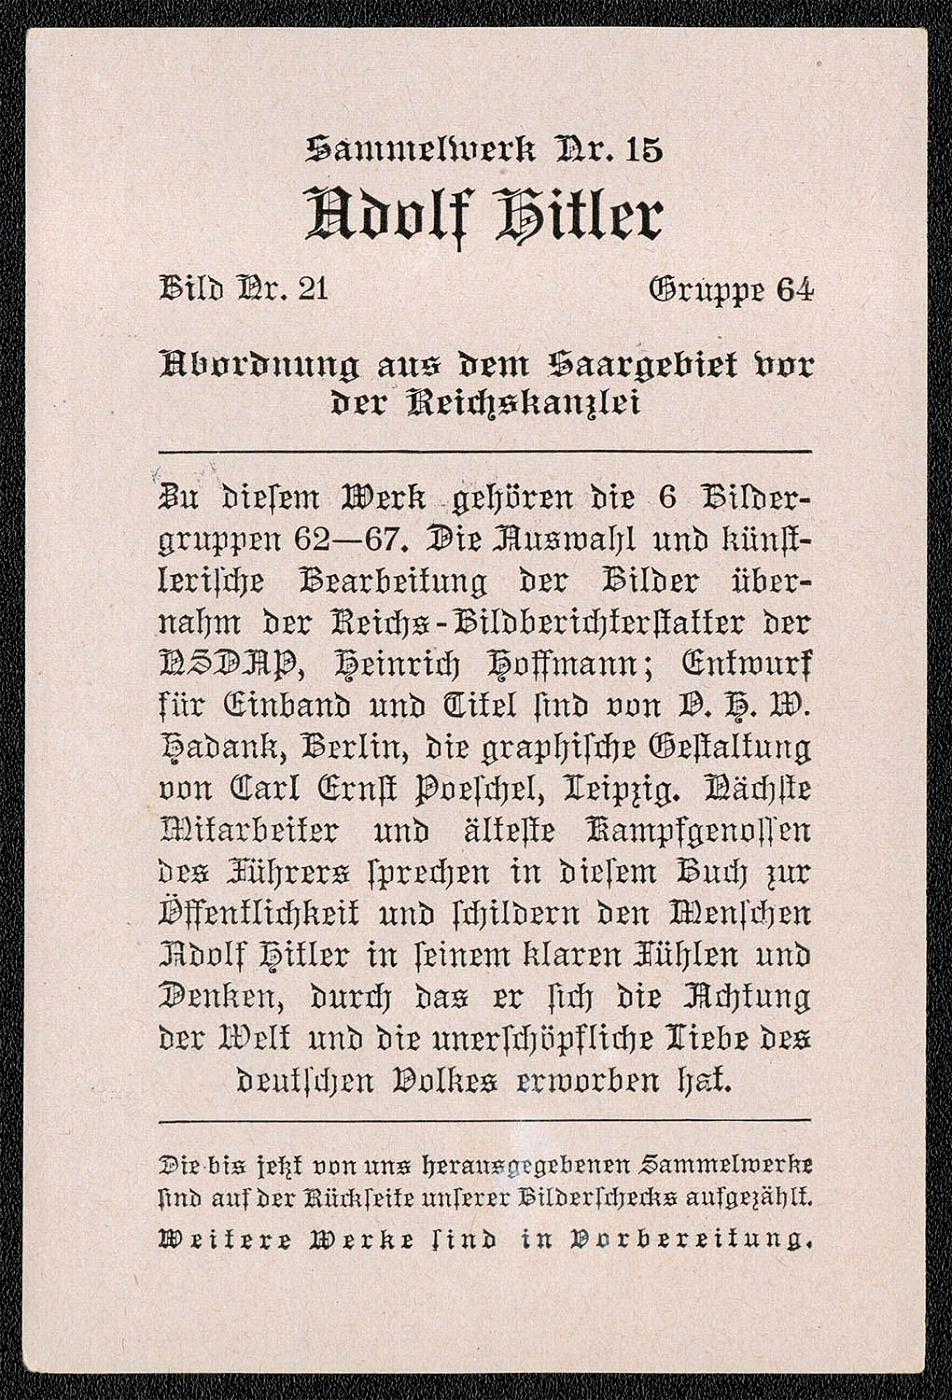 Sammelwerk Nr. 15
Adolf Hitler
Bild Nr. 21 Gruppe 64
Abordnung aus dem Saargebiet vor
der Reichskanzlei
Zu diesem Werk gehören die 6 Bilder-
gruppen 62—67. Die Auswahl und künst-
lerische Bearbeitung der Bilder über-
nahm der Reichs-Bildberichterstatter der
NSDAP, Heinrich Hoffmann; Entwurf
für Einband und Titel sind von O. H. W.
Hadank, Berlin, die graphische Gestaltung
von Carl Ernst Poeschel, Leipzig. Nächste
Mitarbeiter und älteste Kampfgenossen
des Führers sprechen in diesem Buch zur
Öffentlichkeit und schildern den Menschen
Adolf Hitler in seinem klaren Fühlen und
Denken, durch das er sich die Achtung
der Welt und die unerschöpfliche Liebe des
deutschen Volkes erworben hat.
Die bis jetzt von uns herausgegebenen Sammelwerke
sind auf der Rückseite unserer Bilderschecks aufgezählt.
Weitere Werke sind in Vorbereitung.